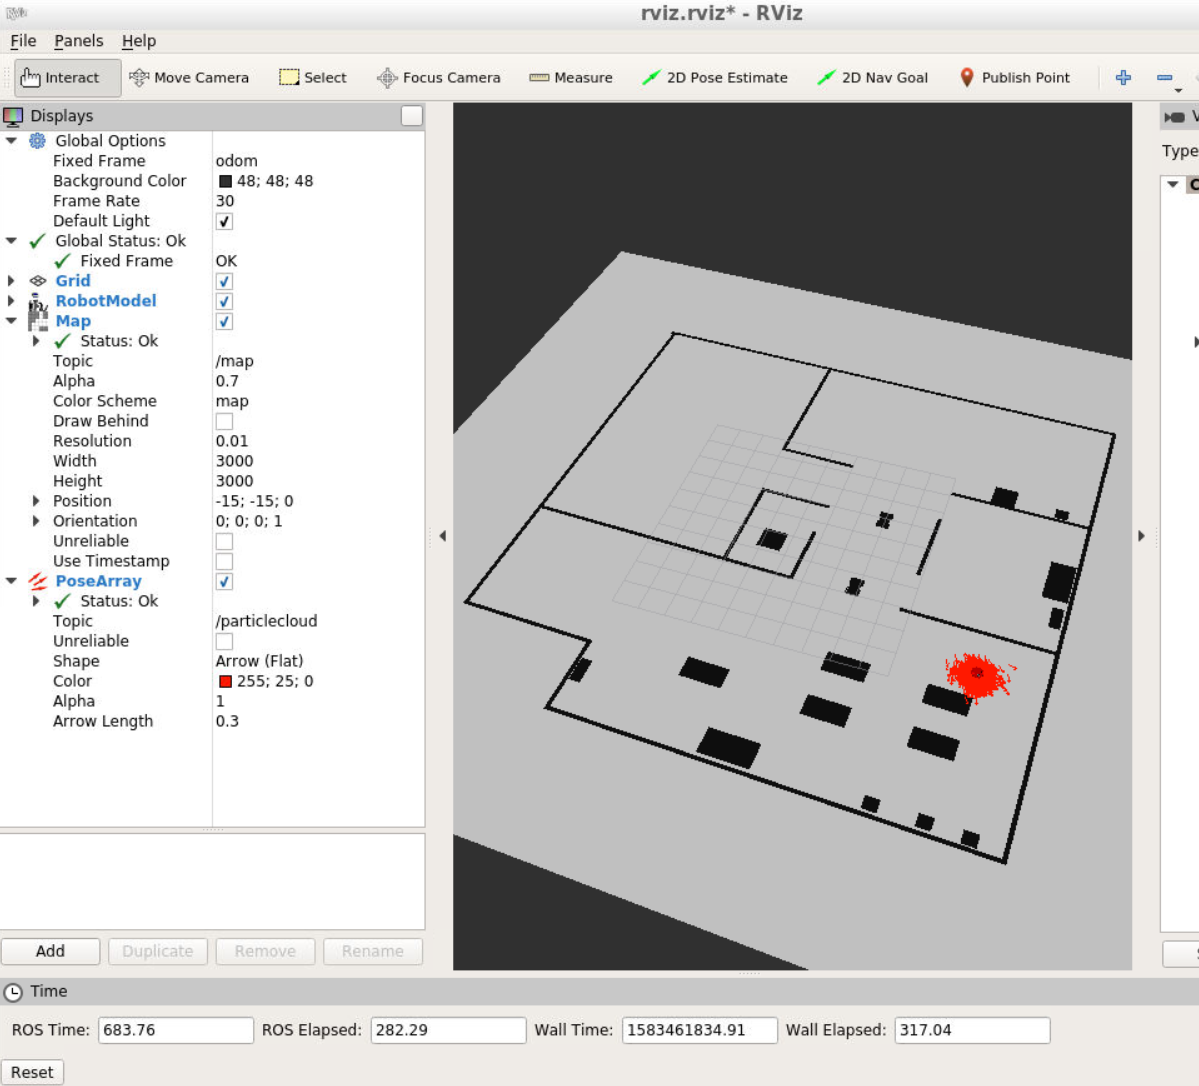 rviz.rviz* - RViz
File Panels Help
Interact Move Camera Select Focus Camera Measure 2D Pose Estimate 2D Nav Goal Publish Point
Displays
Global Options
Fixed Frame odom
Background Color 48; 48; 48
Frame Rate 30
Default Light
Global Status: Ok
Fixed Frame OK
Grid
RobotModel
Map
Status: Ok
Topic /map
Alpha 0.7
Color Scheme map
Draw Behind
Resolution 0.01
Width 3000
Height 3000
Position -15; -15; 0
Orientation 0; 0; 0; 1
Unreliable
Use Timestamp
PoseArray
Status: Ok
Topic /particlecloud
Unreliable
Shape Arrow (Flat)
Color 255; 25; 0
Alpha 1
Arrow Length 0.3
Add Duplicate Remove Rename
Type
Time
ROS Time: 683.76 ROS Elapsed: 282.29 Wall Time: 1583461834.91 Wall Elapsed: 317.04
Reset